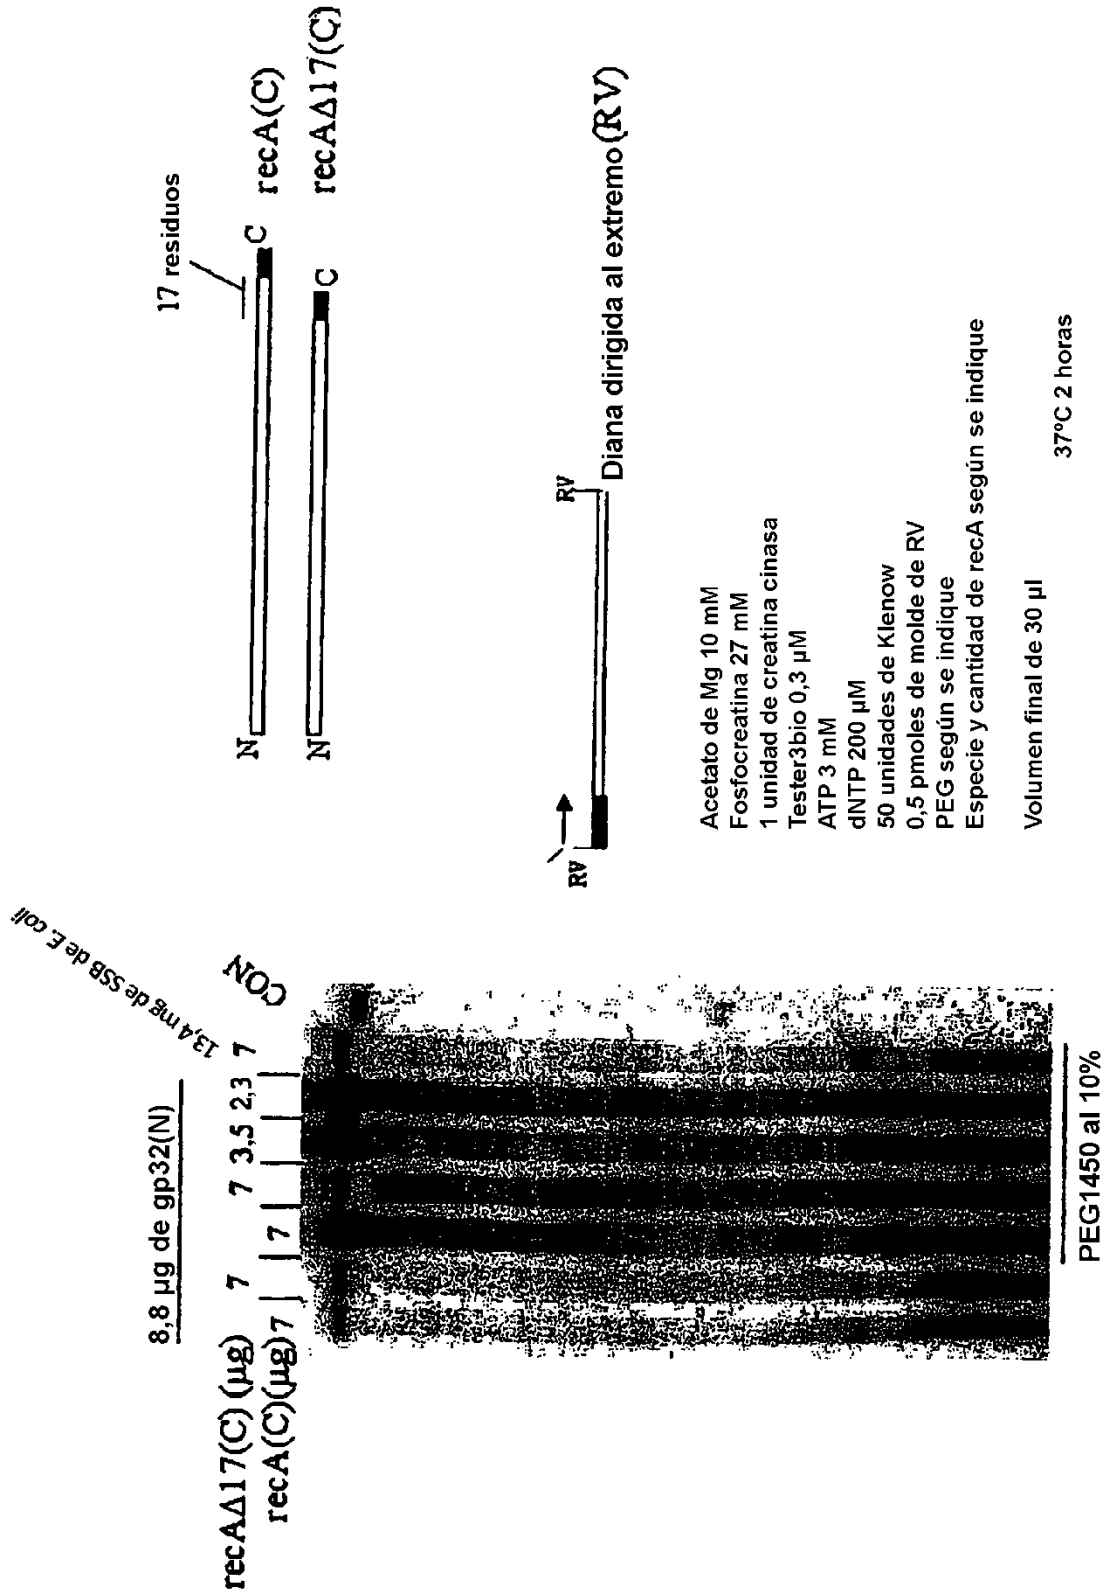 13,4 mg de SSB de E. coli
8,8 µg de gp32(N)
recAΔ17(C) (µg) 7 7 3,5 2,3 7
recA(C)(µg) 7 7
CON
PEG1450 al 10%
17 residuos
N C recA(C)
N C recAΔ17(C)
RV RV
Diana dirigida al extremo(RV)
Acetato de Mg 10 mM
Fosfocreatina 27 mM
1 unidad de creatina cinasa
Tester3bio 0,3 µM
ATP 3 mM
dNTP 200 µM
50 unidades de Klenow
0,5 pmoles de molde de RV
PEG según se indique
Especie y cantidad de recA según se indique
Volumen final de 30 µl
37ºC 2 horas